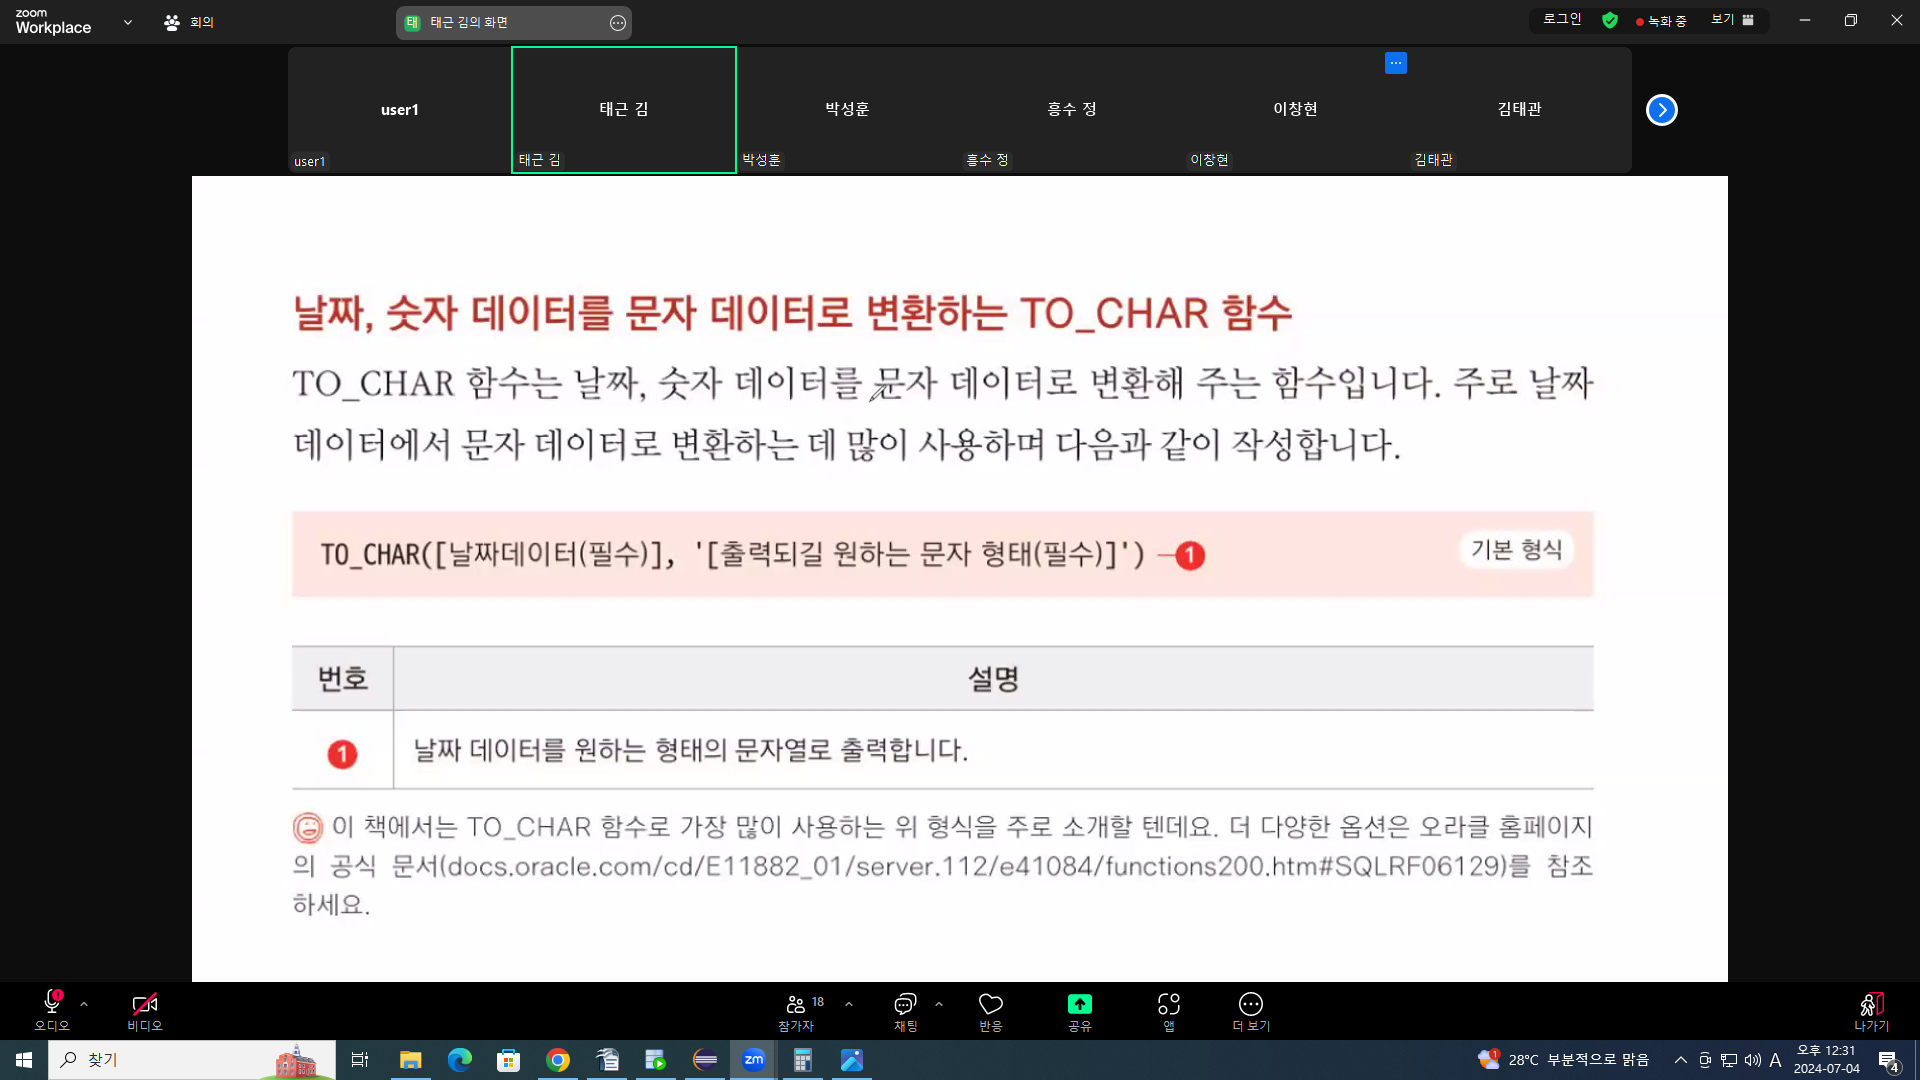 zoom
Workplace
회의
태 태근 김의 화면
로그인
녹화 중
보기
user1
user1
태근 김
태근 김
박성훈
박성훈
흥수 정
흥수 정
이창현
이창현
김태관
김태관
날짜, 숫자 데이터를 문자 데이터로 변환하는 TO_CHAR 함수
TO_CHAR 함수는 날짜, 숫자 데이터를 문자 데이터로 변환해 주는 함수입니다. 주로 날짜
데이터에서 문자 데이터로 변환하는 데 많이 사용하며 다음과 같이 작성합니다.
TO_CHAR([날짜데이터(필수)], '[출력되길 원하는 문자 형태(필수)]') 1
기본 형식
번호 설명
1 날짜 데이터를 원하는 형태의 문자열로 출력합니다.
이 책에서는 TO_CHAR 함수로 가장 많이 사용하는 위 형식을 주로 소개할 텐데요. 더 다양한 옵션은 오라클 홈페이지
의 공식 문서(docs.oracle.com/cd/E11882_01/server.112/e41084/functions200.htm#SQLRF06129)를 참조
하세요.
오디오
비디오
18
참가자
채팅
반응
공유
앱
더 보기
나가기
찾기
zm
1
28°C 부분적으로 맑음
A
오후 12:31
2024-07-04
4